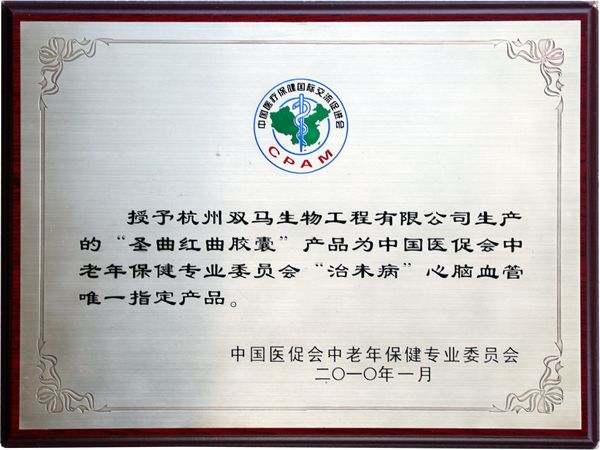 中国医疗保健国际交流促进会
CPAM
授予杭州双马生物工程有限公司生产
的“圣曲红曲胶囊”产品为中国医促会中
老年保健专业委员会“治未病”心脑血管
唯一指定产品。
中国医促会中老年保健专业委员会
二〇一〇年一月